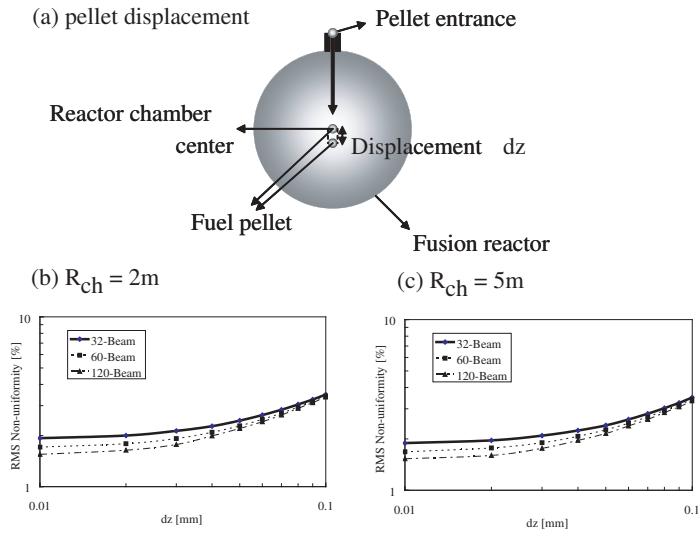 (a) pellet displacement
Pellet entrance
Reactor chamber
center
Displacement dz
Fuel pellet
Fusion reactor
(b) Rch = 2m
10
RMS Non-uniformity [%]
32-Beam
60-Beam
120-Beam
1
0.01
0.1
dz [mm]
(c) Rch = 5m
10
RMS Non-uniformity [%]
32-Beam
60-Beam
120-Beam
1
0.01
0.1
dz [mm]